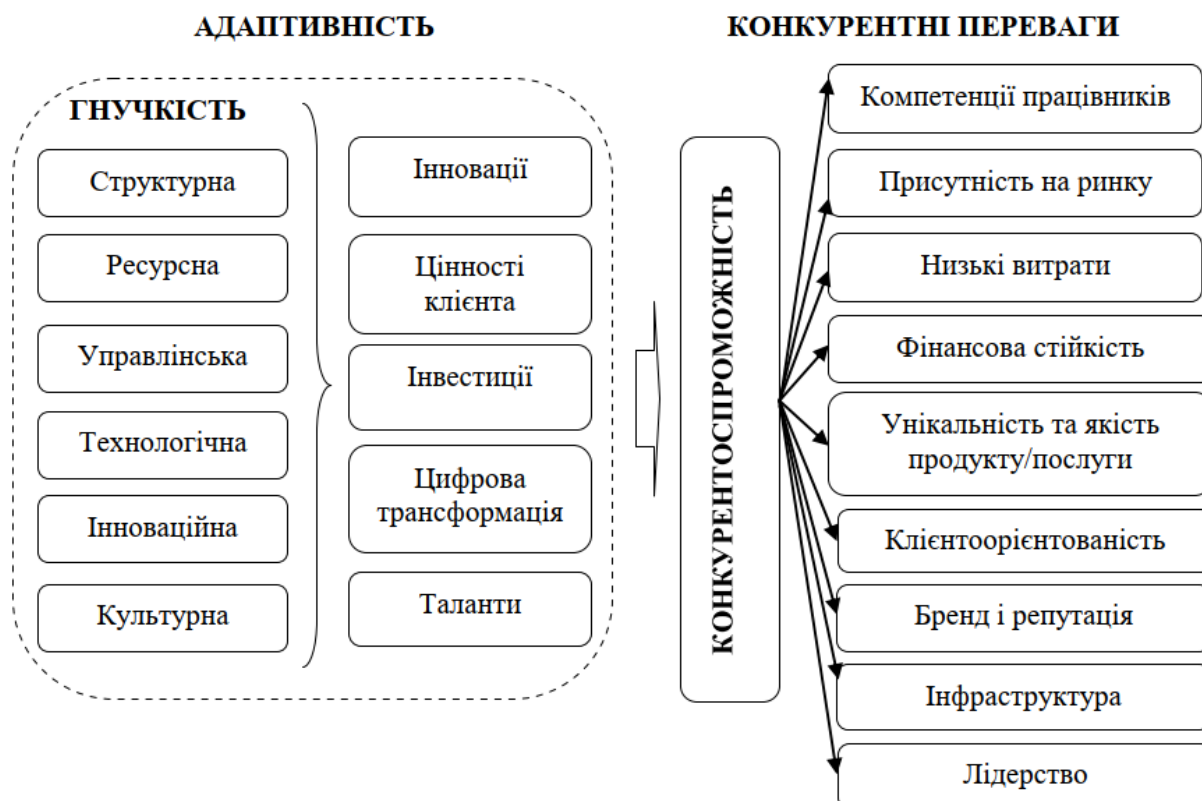 АДАПТИВНІСТЬ
ГНУЧКІСТЬ
Структурна
Ресурсна
Управлінська
Технологічна
Інноваційна
Культурна
Інновації
Цінності
клієнта
Інвестиції
Цифрова
трансформація
Таланти
КОНКУРЕНТОСПРОМОЖНІСТЬ
КОНКУРЕНТНІ ПЕРЕВАГИ
Компетенції працівників
Присутність на ринку
Низькі витрати
Фінансова стійкість
Унікальність та якість
продукту/послуги
Клієнтоорієнтованість
Бренд і репутація
Інфраструктура
Лідерство